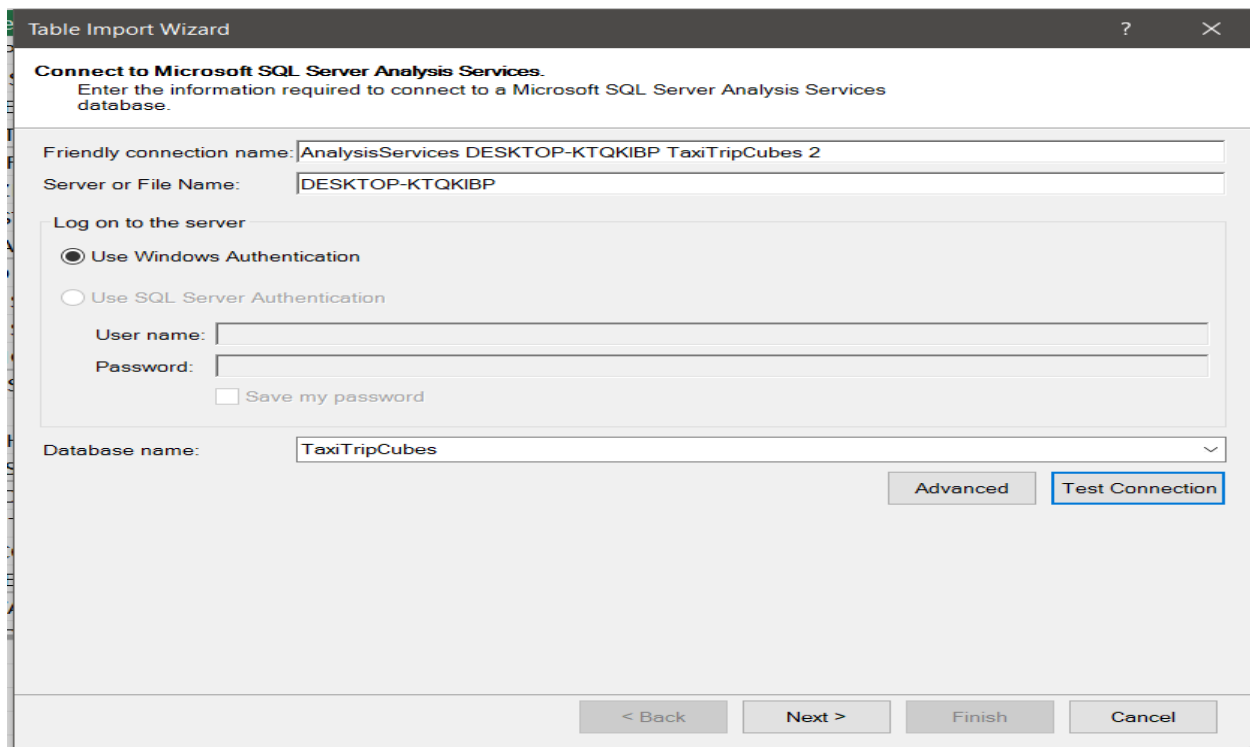 Table Import Wizard
?
Connect to Microsoft SQL Server Analysis Services.
Enter the information required to connect to a Microsoft SQL Server Analysis Services
database.
Friendly connection name: AnalysisServices DESKTOP-KTQKIBP TaxiTripCubes 2
Server or File Name: DESKTOP-KTQKIBP
Log on to the server
Use Windows Authentication
Use SQL Server Authentication
User name:
Password:
Save my password
Database name: TaxiTripCubes
Advanced Test Connection
< Back Next > Finish Cancel